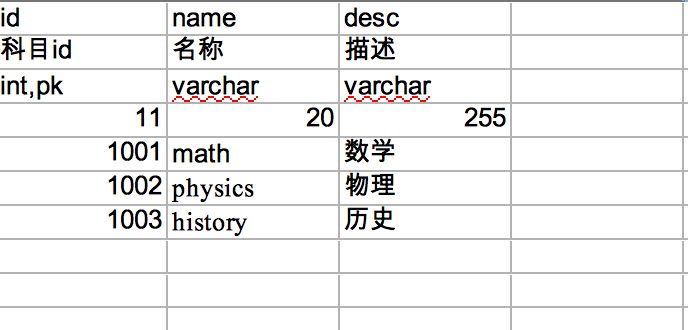 id name desc
科目id 名称 描述
int,pk varchar varchar
11 20 255
1001 math 数学
1002 physics 物理
1003 history 历史